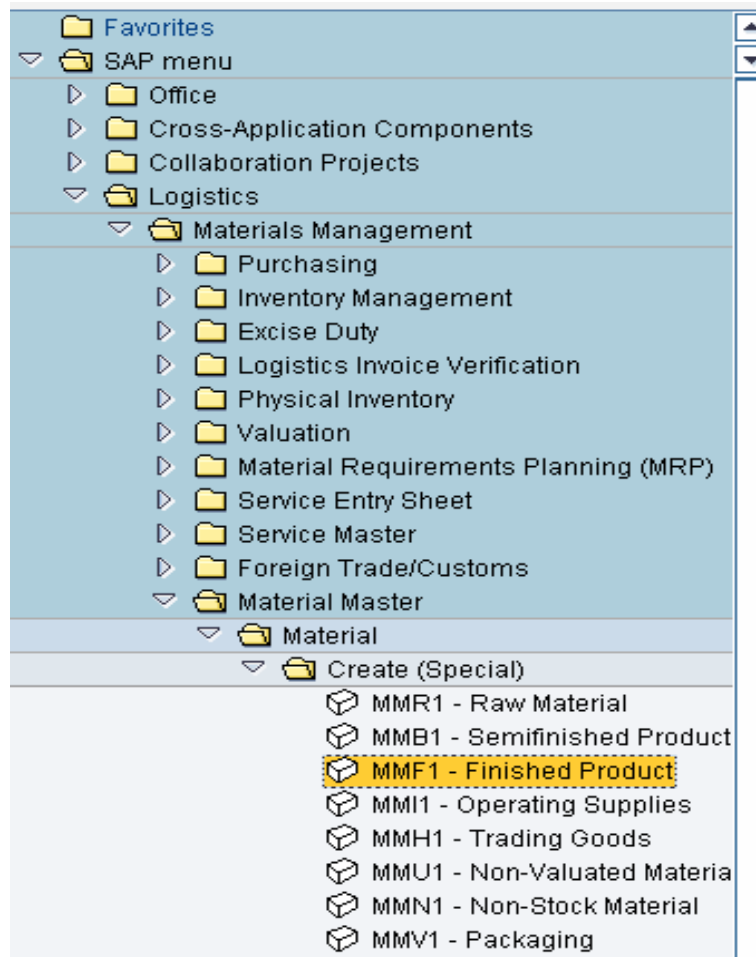 Favorites
SAP menu
Office
Cross-Application Components
Collaboration Projects
Logistics
Materials Management
Purchasing
Inventory Management
Excise Duty
Logistics Invoice Verification
Physical Inventory
Valuation
Material Requirements Planning (MRP)
Service Entry Sheet
Service Master
Foreign Trade/Customs
Material Master
Material
Create (Special)
MMR1 - Raw Material
MMB1 - Semifinished Product
MMF1 - Finished Product
MMI1 - Operating Supplies
MMH1 - Trading Goods
MMU1 - Non-Valuated Materia
MMN1 - Non-Stock Material
MMV1 - Packaging